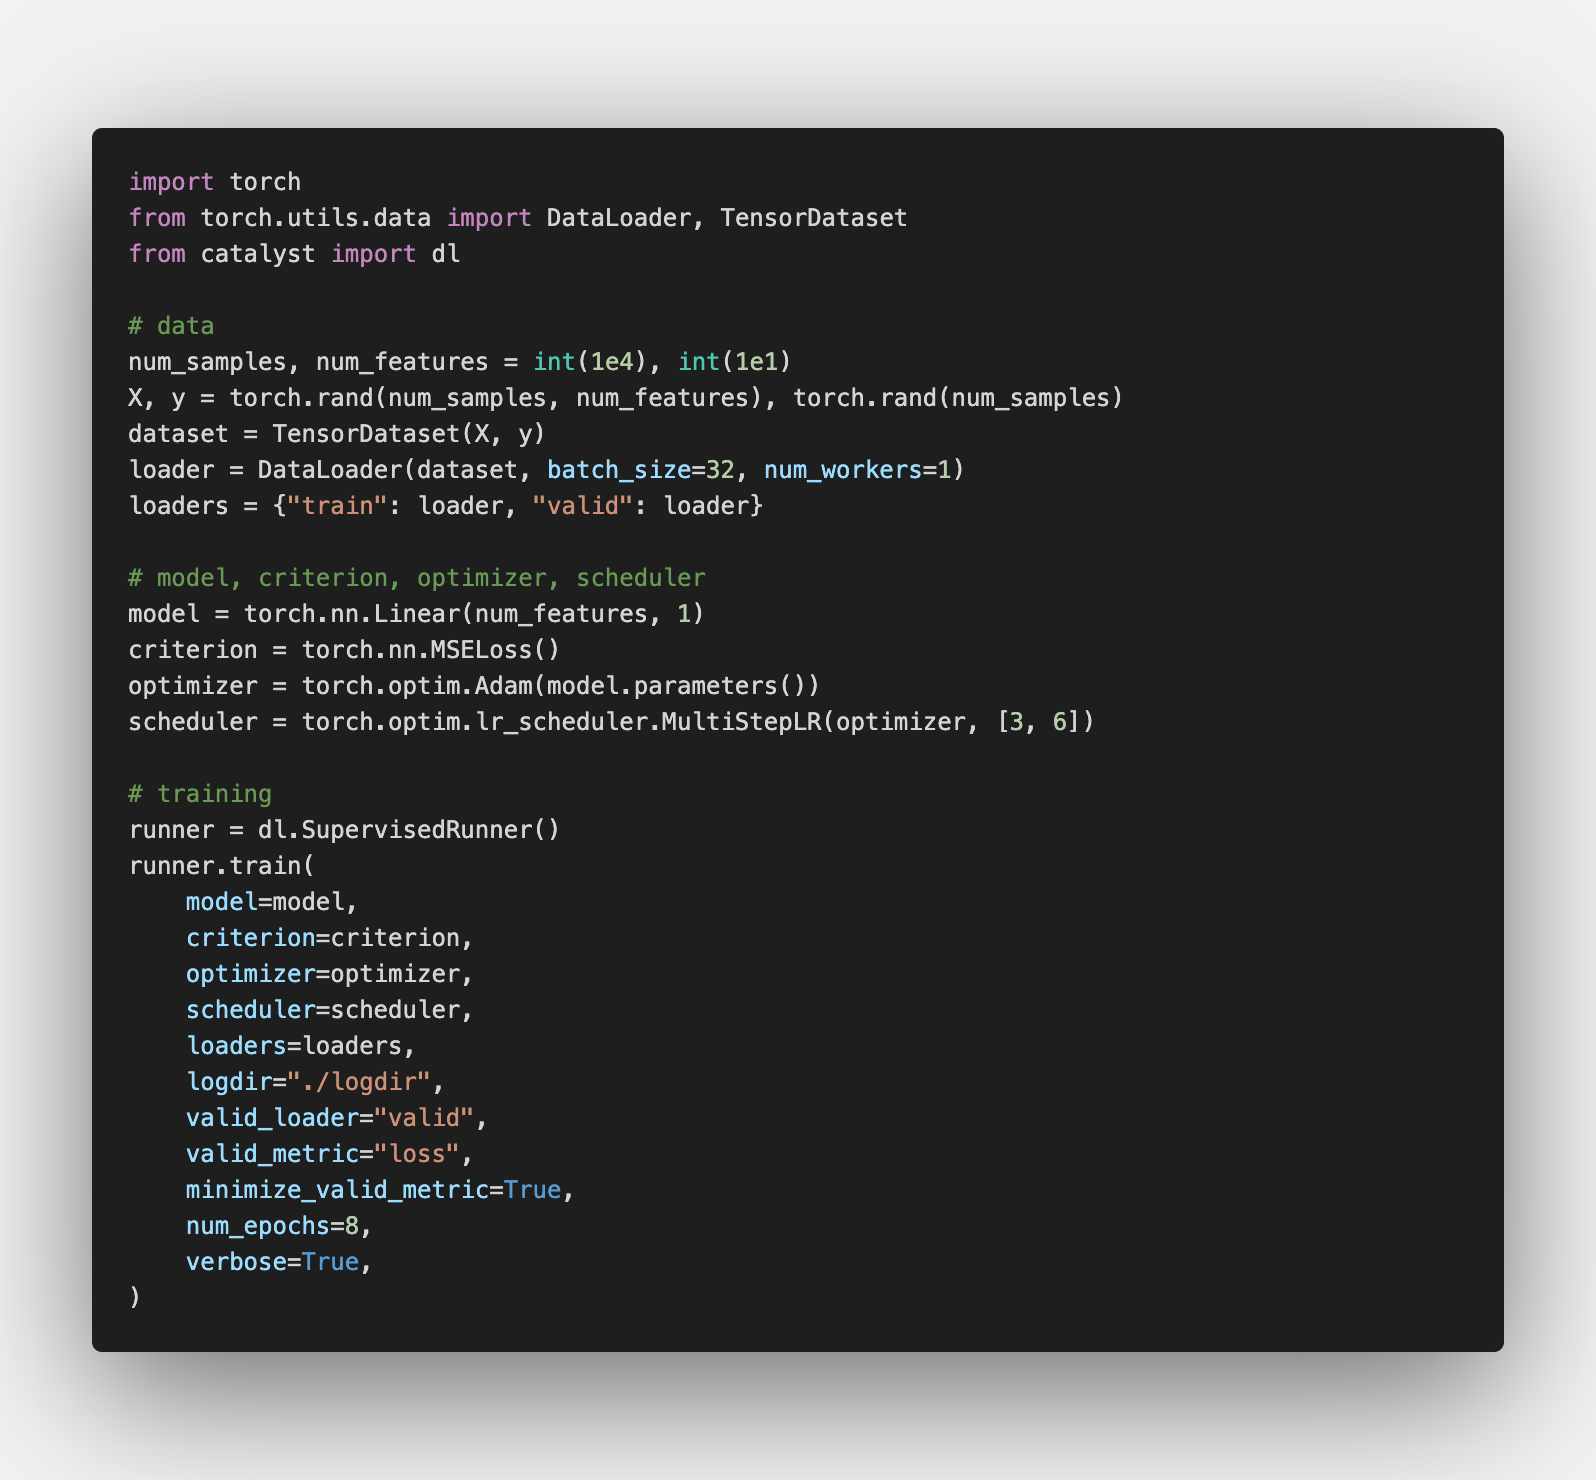 import torch
from torch.utils.data import DataLoader, TensorDataset
from catalyst import dl

# data
num_samples, num_features = int(1e4), int(1e1)
X, y = torch.rand(num_samples, num_features), torch.rand(num_samples)
dataset = TensorDataset(X, y)
loader = DataLoader(dataset, batch_size=32, num_workers=1)
loaders = {"train": loader, "valid": loader}

# model, criterion, optimizer, scheduler
model = torch.nn.Linear(num_features, 1)
criterion = torch.nn.MSELoss()
optimizer = torch.optim.Adam(model.parameters())
scheduler = torch.optim.lr_scheduler.MultiStepLR(optimizer, [3, 6])

# training
runner = dl.SupervisedRunner()
runner.train(
    model=model,
    criterion=criterion,
    optimizer=optimizer,
    scheduler=scheduler,
    loaders=loaders,
    logdir="./logdir",
    valid_loader="valid",
    valid_metric="loss",
    minimize_valid_metric=True,
    num_epochs=8,
    verbose=True,
)